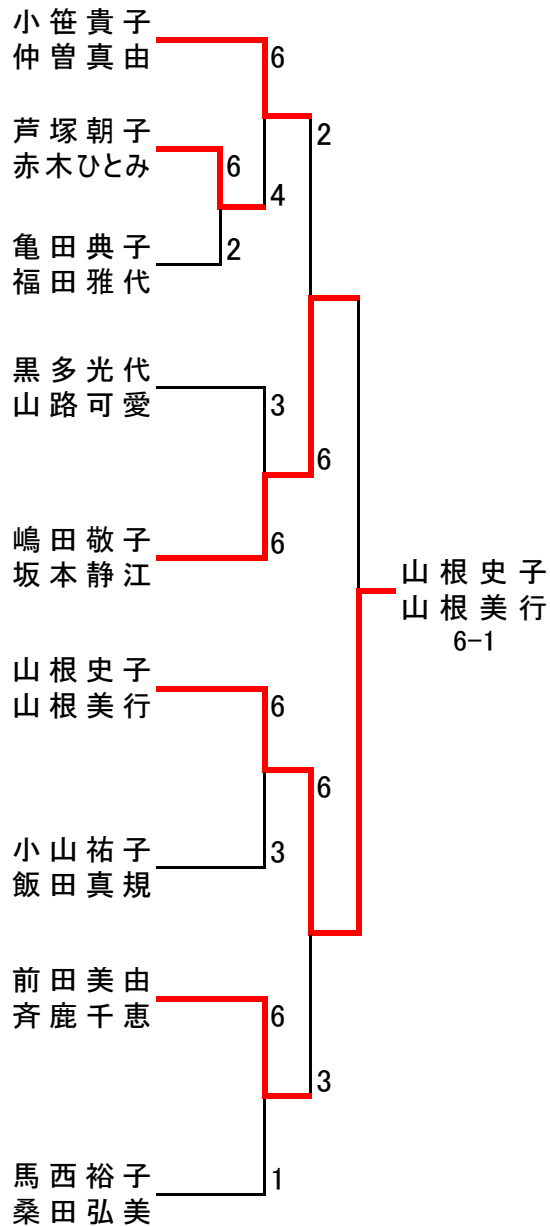 小笹貴子
仲曽真由
6
芦塚朝子
赤木ひとみ
6
2
4
亀田典子
福田雅代
2
黒多光代
山路可愛
3
6
嶋田敬子
坂本静江
6
山根史子
山根美行
6-1
山根史子
山根美行
6
6
小山祐子
飯田真規
3
前田美由
斉鹿千恵
6
3
馬西裕子
桑田弘美
1